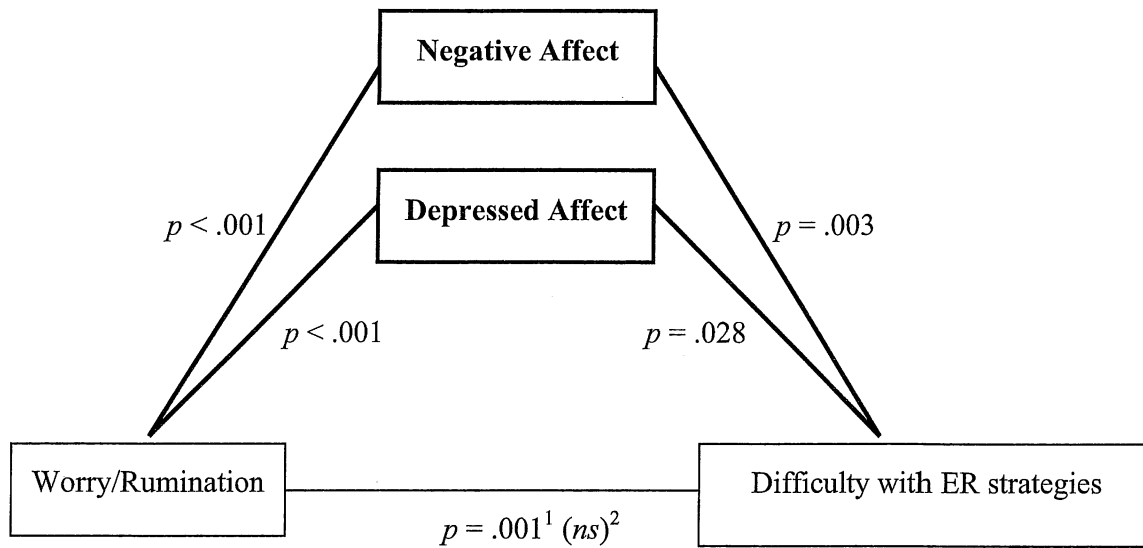 Negative Affect
Depressed Affect
p < .001
p = .003
p < .001
p = .028
Worry/Rumination
Difficulty with ER strategies
p = .001¹ (ns)²